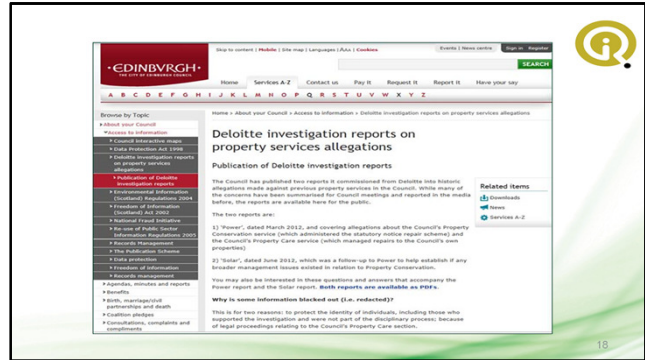 Skip to content | Mobile | Site map | Languages | A/aa | Cookies
Events | News centre
Sign in Register
·EDINBVRGH·
THE CITY OF EDINBURGH COUNCIL
SEARCH
Home Services A-Z Contact us Pay it Request it Report it Have your say
A B C D E F G H I J K L M N O P Q R S T U V W X Y Z
Browse by Topic
About your Council
Access to information
Council interactive maps
Data Protection Act 1998
Deloitte investigation reports
on property services
allegations
Publication of Deloitte
investigation reports
Environmental Information
(Scotland) Regulations 2004
Freedom of Information
(Scotland) Act 2002
National Fraud Initiative
Re-use of Public Sector
Information Regulations 2005
Records Management
The Publication Scheme
Data protection
Freedom of information
Records management
Agendas, minutes and reports
Benefits
Birth, marriage/civil
partnerships and death
Coalition pledges
Consultations, complaints and
compliments
Home > About your Council > Access to information > Deloitte investigation reports on property services allegations
Deloitte investigation reports on
property services allegations
Publication of Deloitte investigation reports
The Council has published two reports it commissioned from Deloitte into historic
allegations made against previous property services in the Council. While many of
the concerns have been summarised for Council meetings and reported in the media
before, the reports are available here for the public.
The two reports are:
1) 'Power', dated March 2012, and covering allegations about the Council's Property
Conservation service (which administered the statutory notice repair scheme) and
the Council's Property Care service (which managed repairs to the Council's own
properties)
2) 'Solar', dated June 2012, which was a follow-up to Power to help establish if any
broader management issues existed in relation to Property Conservation.
You may also be interested in these questions and answers that accompany the
Power report and the Solar report. Both reports are available as PDFs.
Why is some information blacked out (i.e. redacted)?
This is for two reasons: to protect the identity of individuals, including those who
supported the investigation and were not part of the disciplinary process; because
of legal proceedings relating to the Council's Property Care section.
Related items
Downloads
News
Services A-Z
18